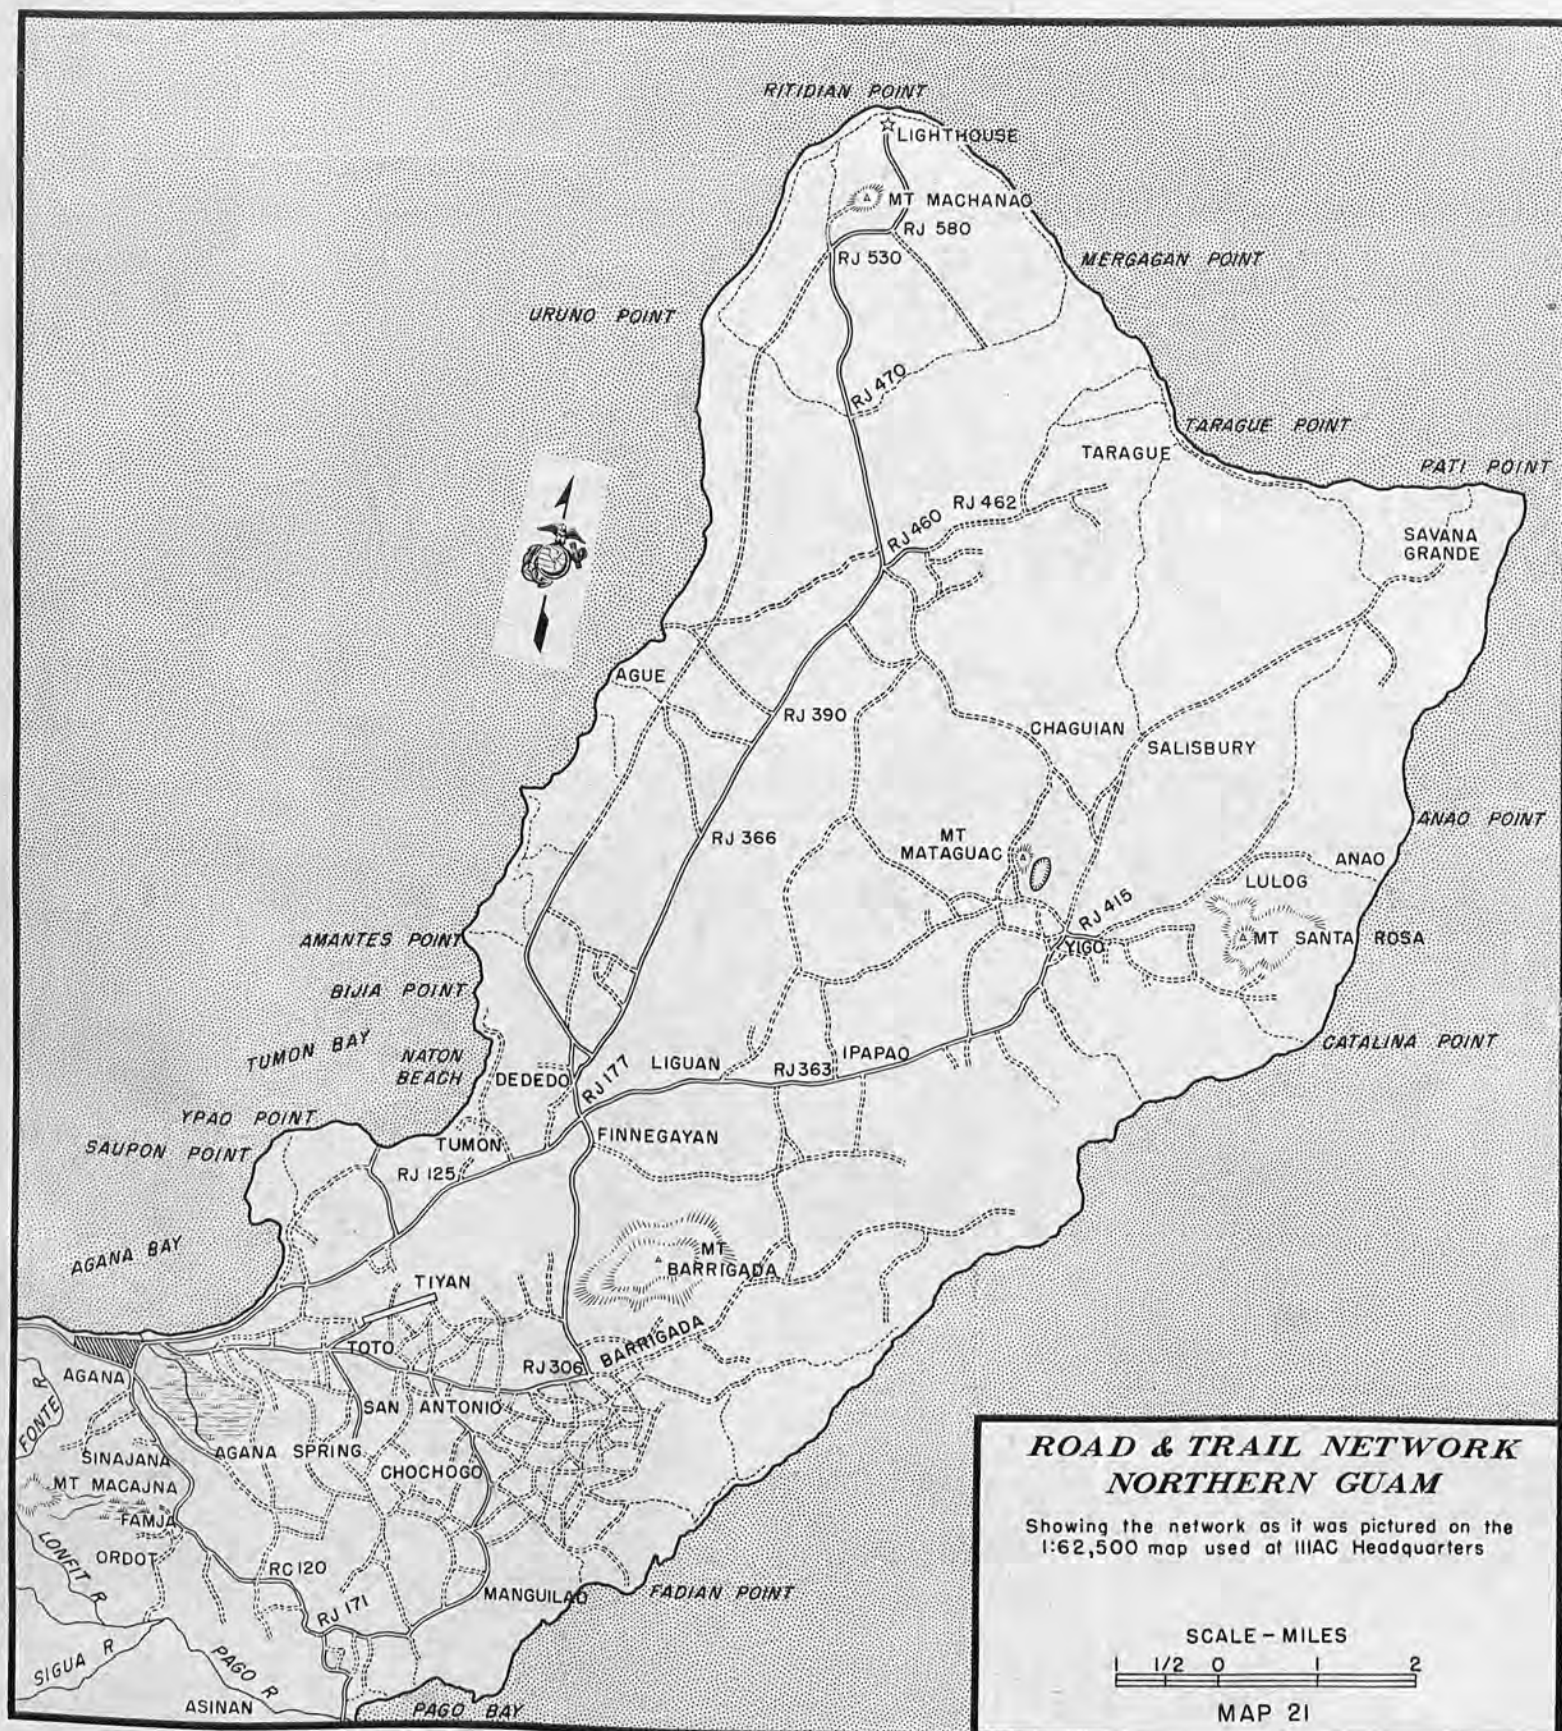 RITIDIAN POINT
LIGHTHOUSE
MT MACHANAO
RJ 580
RJ 530
MERGAGAN POINT
URUNO POINT
RJ 470
TARAGUE POINT
TARAGUE
PATI POINT
RJ 462
RJ 460
SAVANA
GRANDE
AGUE
RJ 390
CHAGUIAN
SALISBURY
RJ 366
MT
MATAGUAC
ANAO POINT
ANAO
LULOG
RJ 415
YIGO
MT SANTA ROSA
AMANTES POINT
BIJIA POINT
TUMON BAY
NATON
BEACH
DEDEDO
RJ 177
LIGUAN
RJ 363
IPAPAO
CATALINA POINT
YPAO POINT
SAUPON POINT
TUMON
FINNEGAYAN
RJ 125
AGANA BAY
MT
BARRIGADA
TIYAN
TOTO
RJ 306
BARRIGADA
AGANA
FONTE R
SAN ANTONIO
SINAJANA
AGANA SPRING
CHOCHOGO
MT MACAJNA
FAMJA
LONFIT R
ORDOT
RC 120
RJ 171
MANGUILAO
FADIAN POINT
SIGUA R
PAGO R
ASINAN
PAGO BAY
ROAD & TRAIL NETWORK
NORTHERN GUAM
Showing the network as it was pictured on the
1:62,500 map used at IIIAC Headquarters
SCALE – MILES
1 1/2 0 1 2
MAP 21